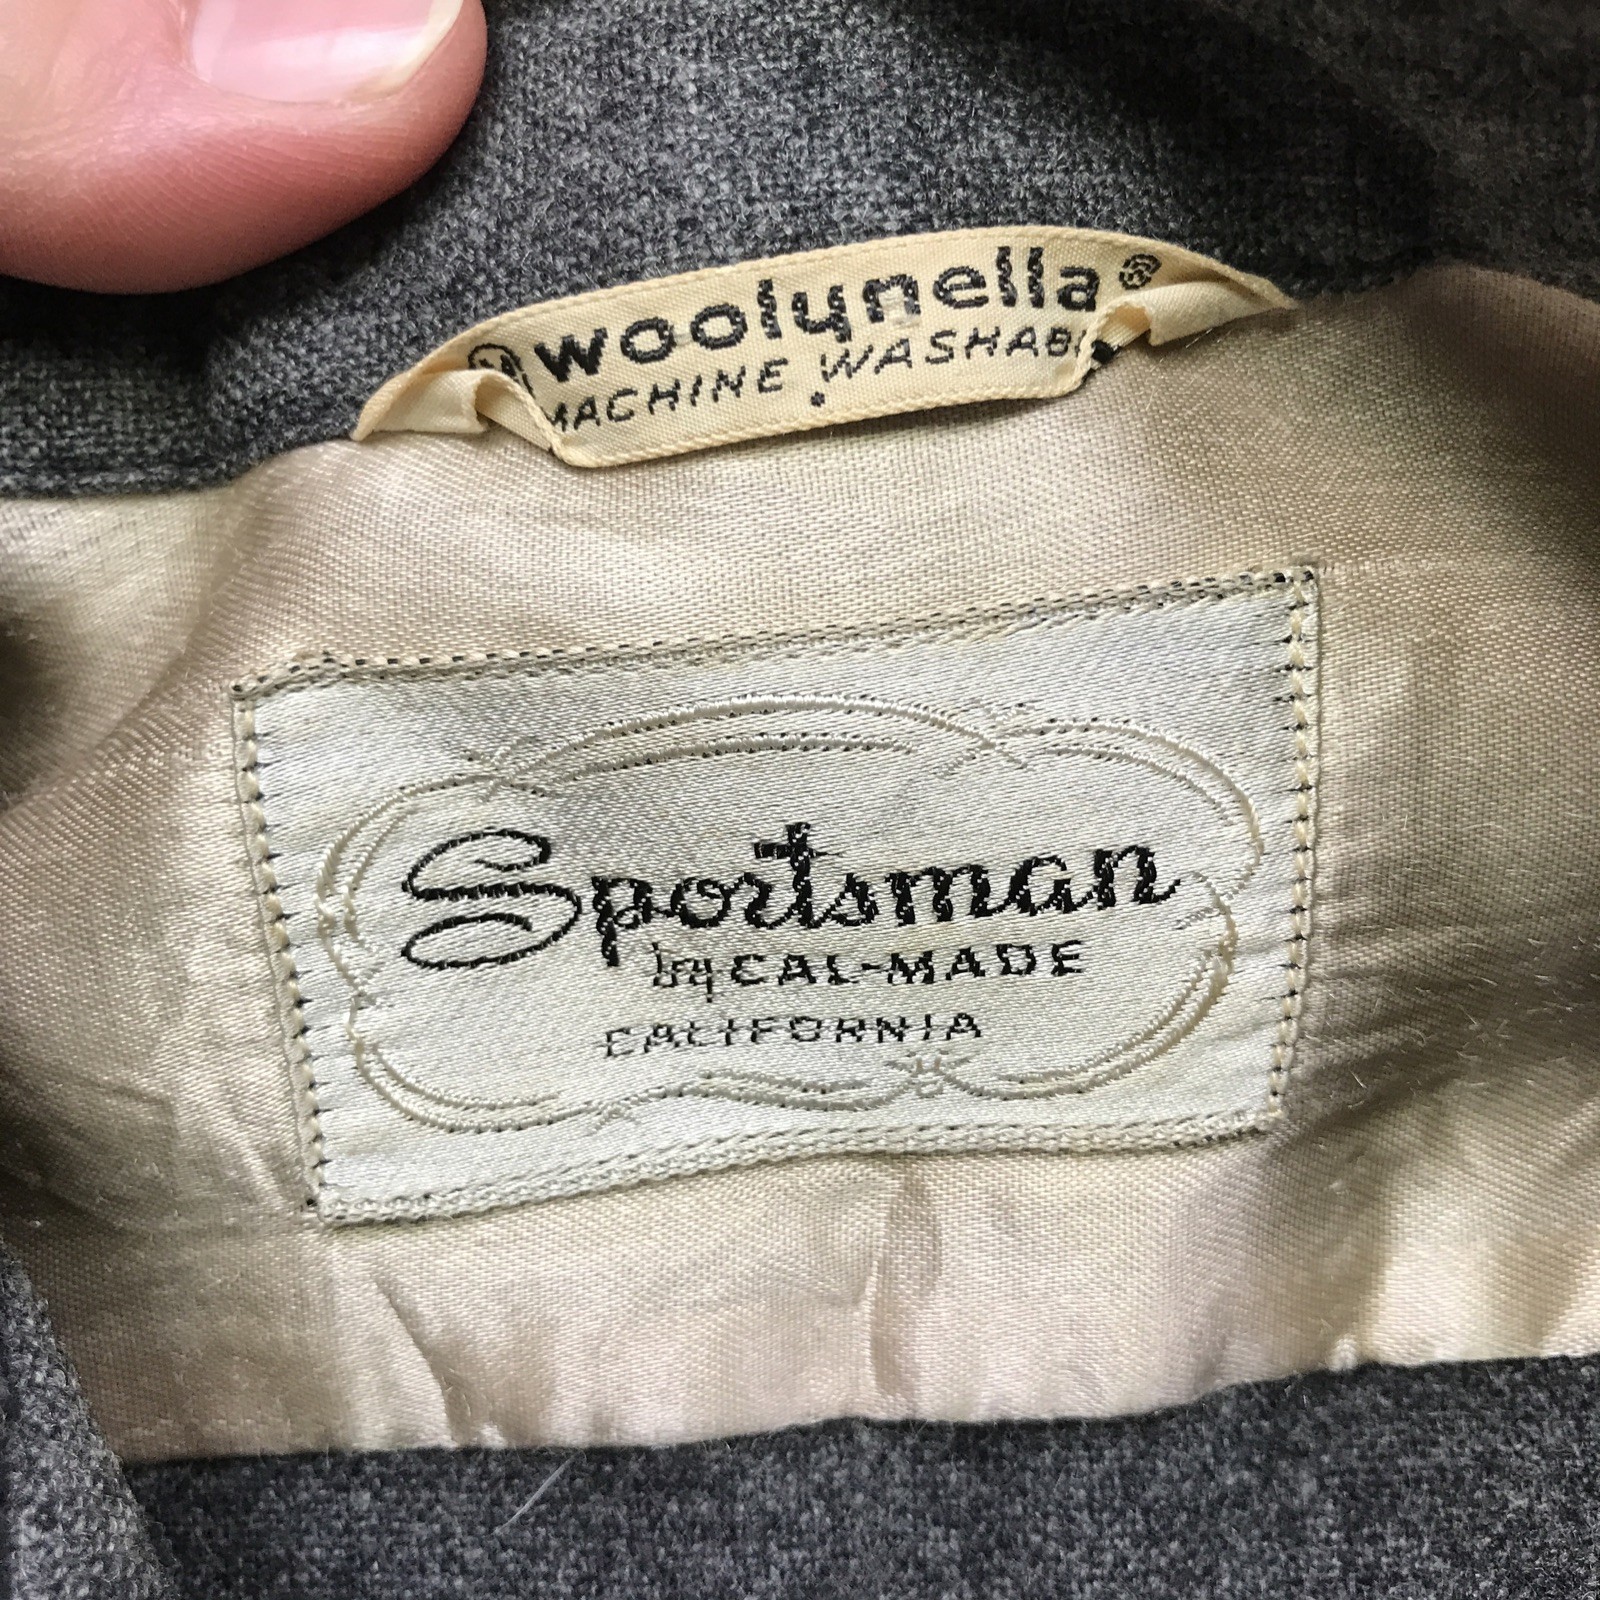 woolynella®
MACHINE WASHAB
Sportsman
by CAL-MADE
CALIFORNIA